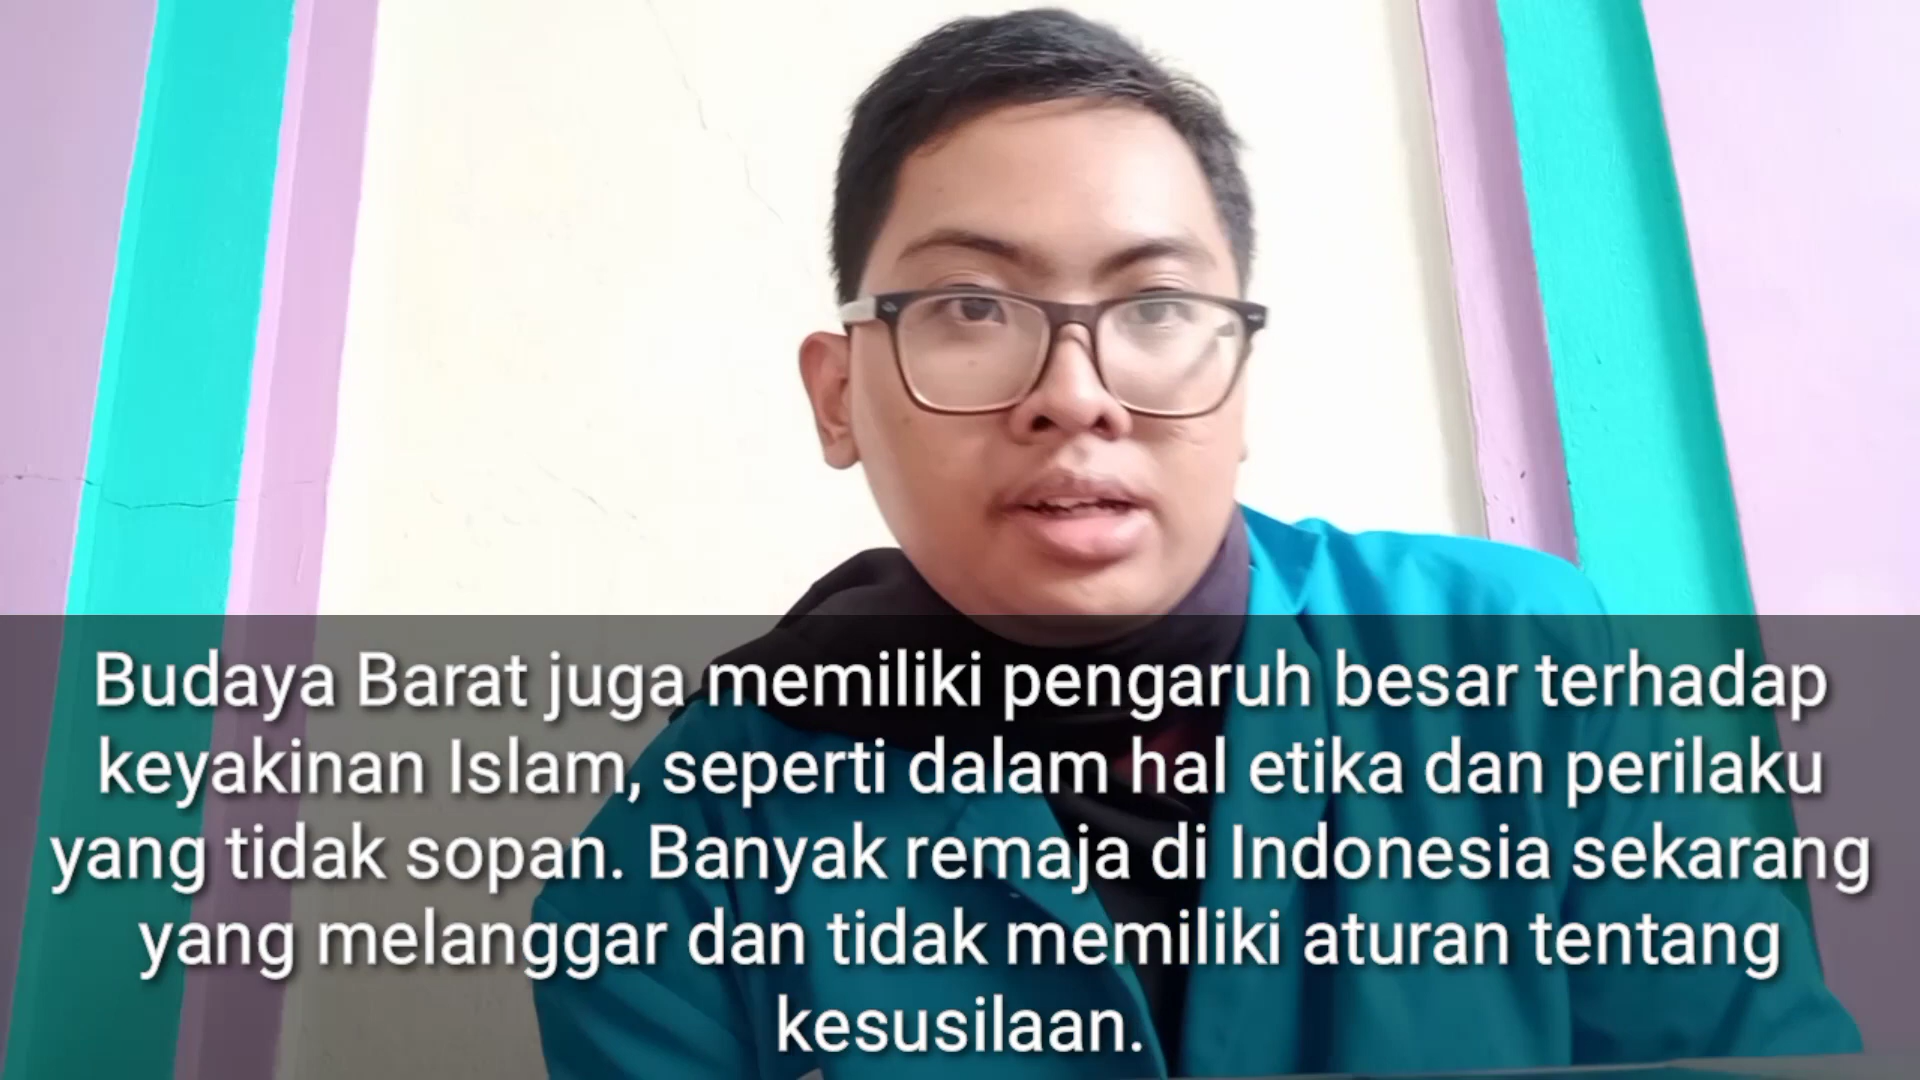 Budaya Barat juga memiliki pengaruh besar terhadap
keyakinan Islam, seperti dalam hal etika dan perilaku
yang tidak sopan. Banyak remaja di Indonesia sekarang
yang melanggar dan tidak memiliki aturan tentang
kesusilaan.